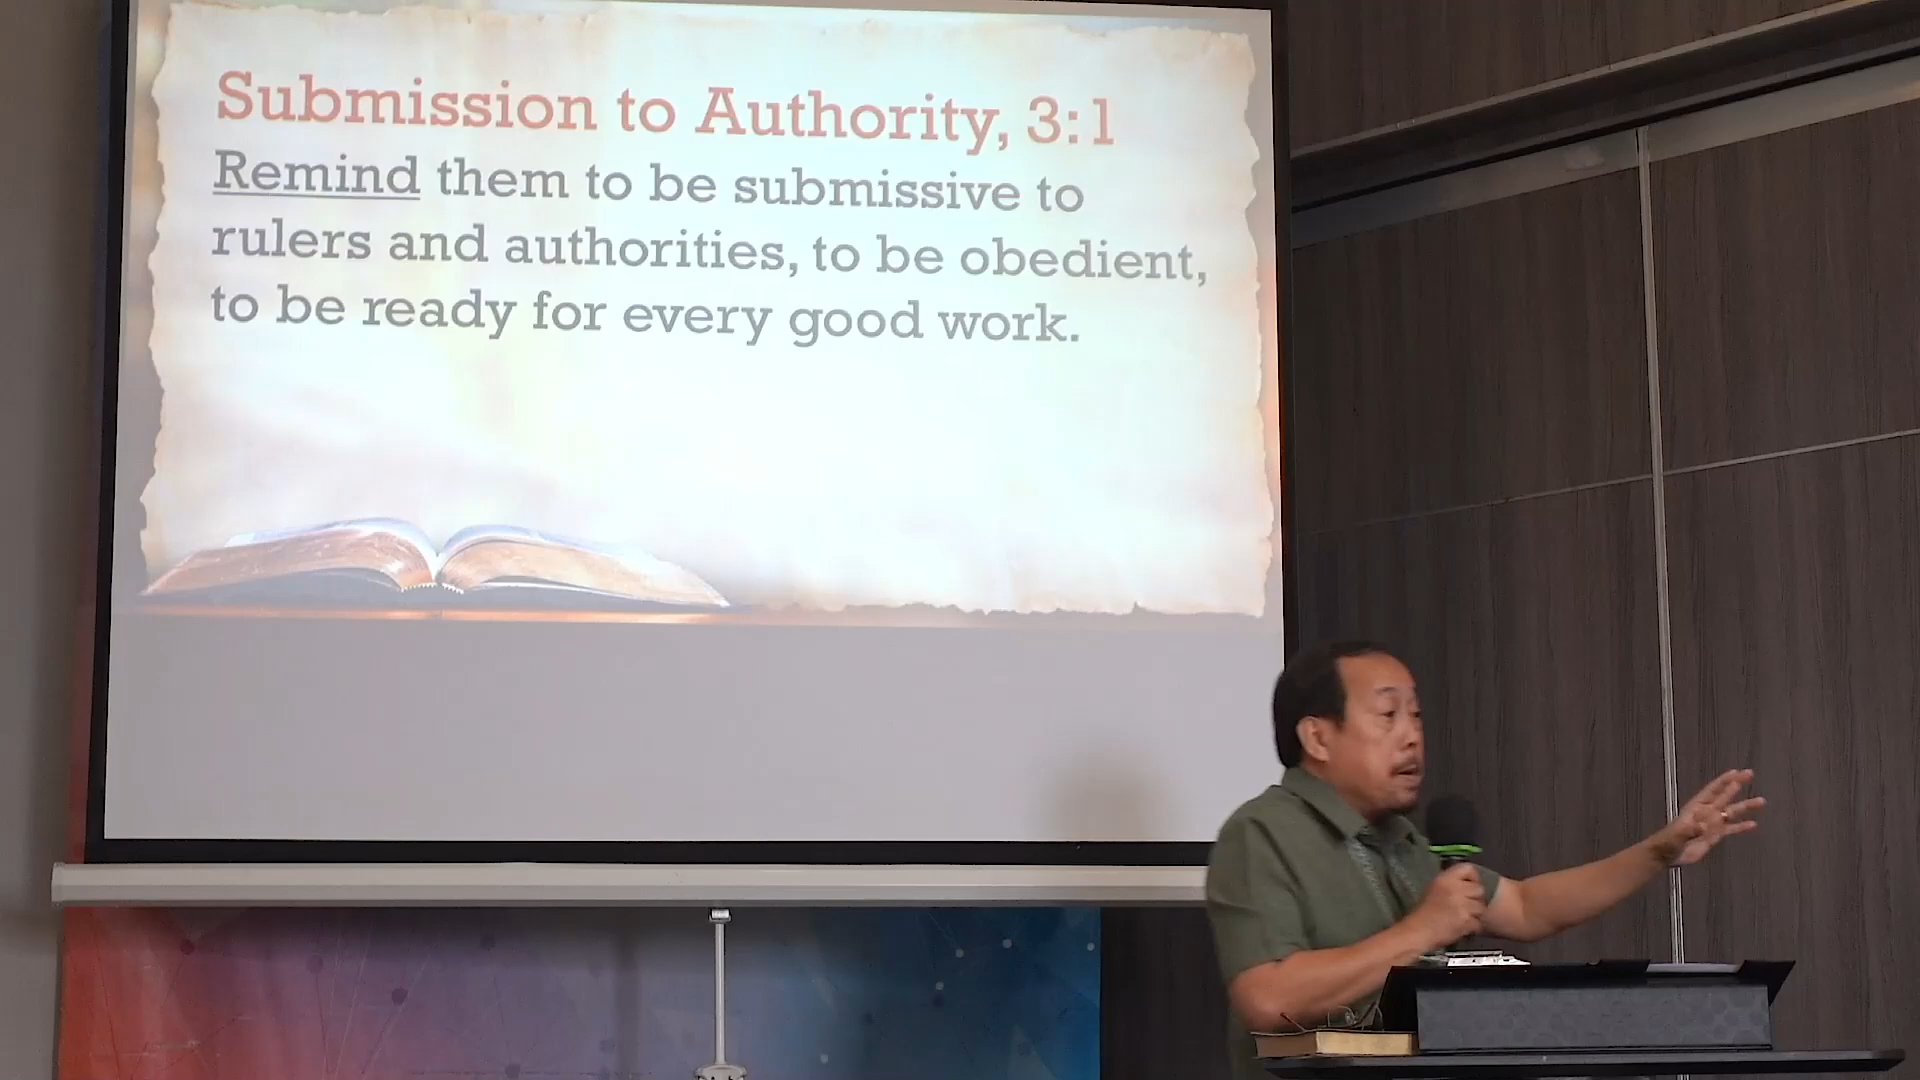 Submission to Authority, 3:1
Remind them to be submissive to
rulers and authorities, to be obedient,
to be ready for every good work.